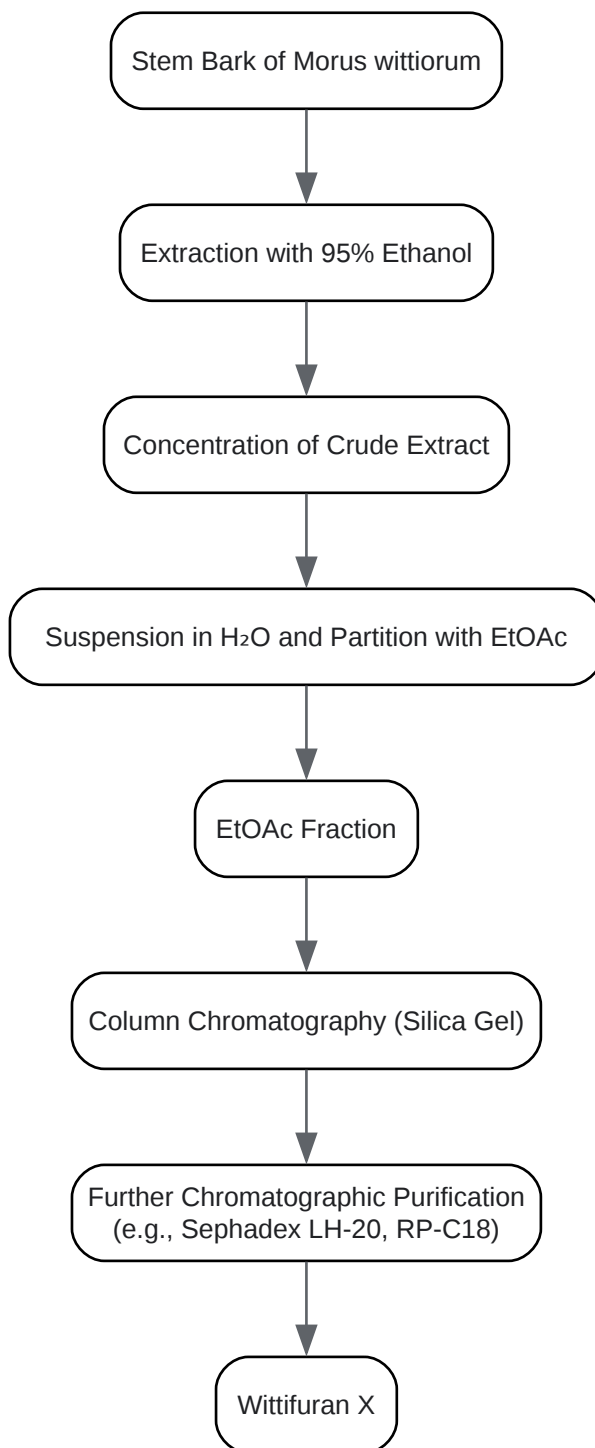 Stem Bark of Morus wittiorum
Extraction with 95% Ethanol
Concentration of Crude Extract
Suspension in H₂O and Partition with EtOAc
EtOAc Fraction
Column Chromatography (Silica Gel)
Further Chromatographic Purification
(e.g., Sephadex LH-20, RP-C18)
Wittifuran X